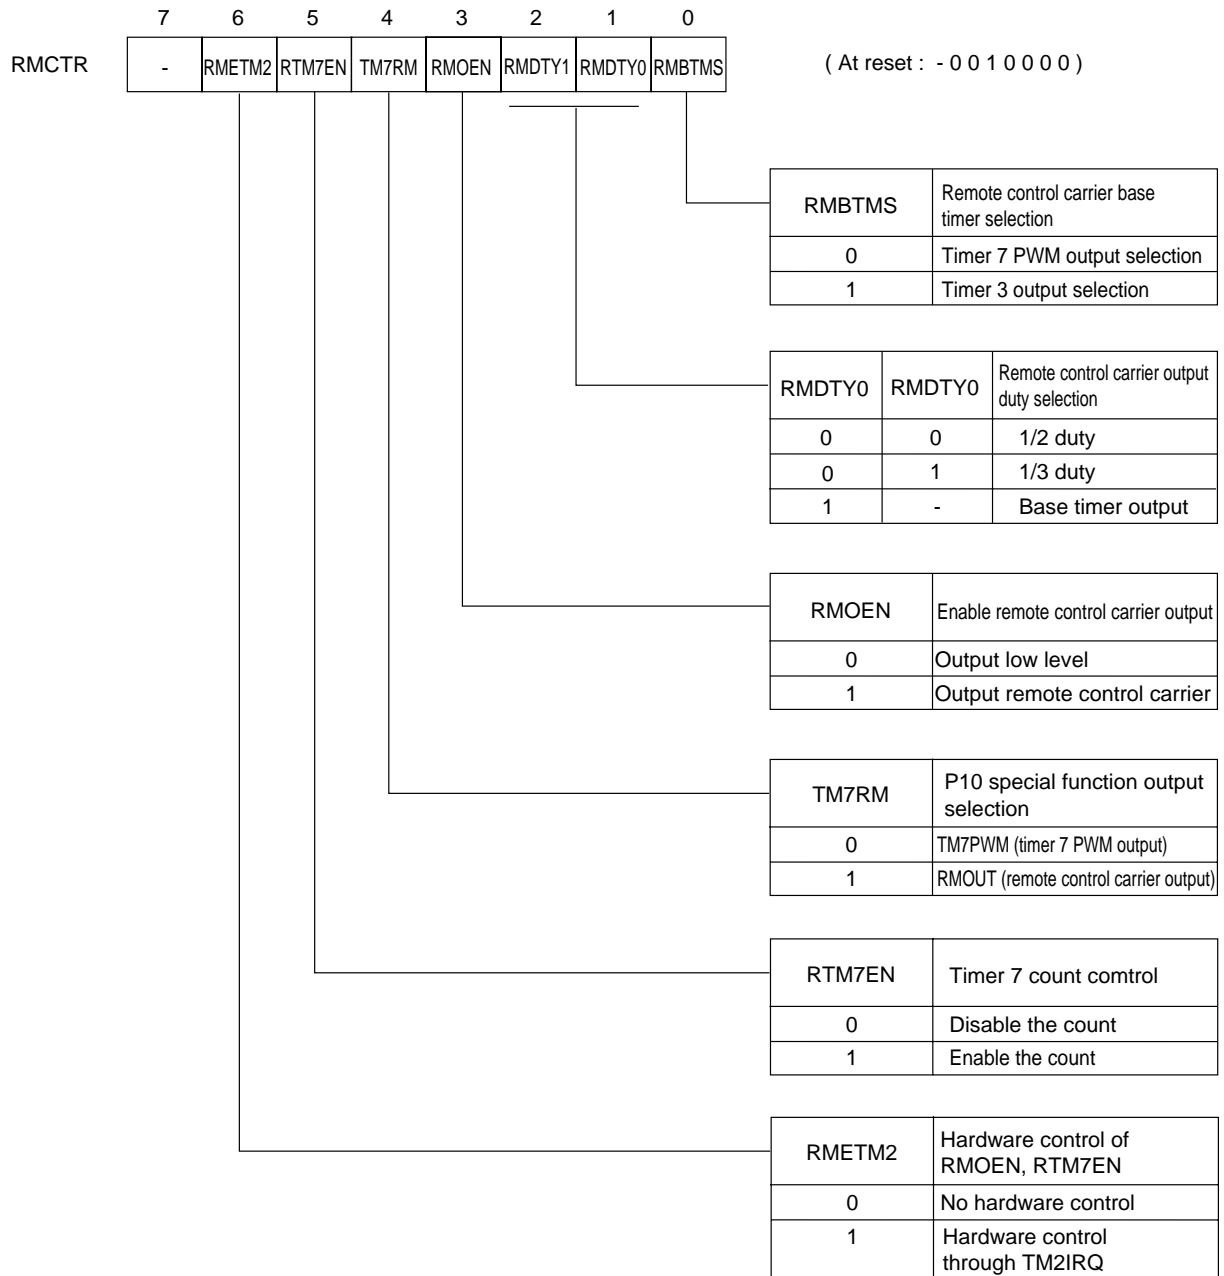 7 6 5 4 3 2 1 0
RMCTR - RMETM2 RTM7EN TM7RM RMOEN RMDTY1 RMDTY0 RMBTMS ( At reset : - 0 0 1 0 0 0 0 )
RMBTMS Remote control carrier base
timer selection
0 Timer 7 PWM output selection
1 Timer 3 output selection
RMDTY0 RMDTY0 Remote control carrier output
duty selection
0 0 1/2 duty
0 1 1/3 duty
1 - Base timer output
RMOEN Enable remote control carrier output
0 Output low level
1 Output remote control carrier
TM7RM P10 special function output
selection
0 TM7PWM (timer 7 PWM output)
1 RMOUT (remote control carrier output)
RTM7EN Timer 7 count comtrol
0 Disable the count
1 Enable the count
RMETM2 Hardware control of
RMOEN, RTM7EN
0 No hardware control
1 Hardware control
through TM2IRQ